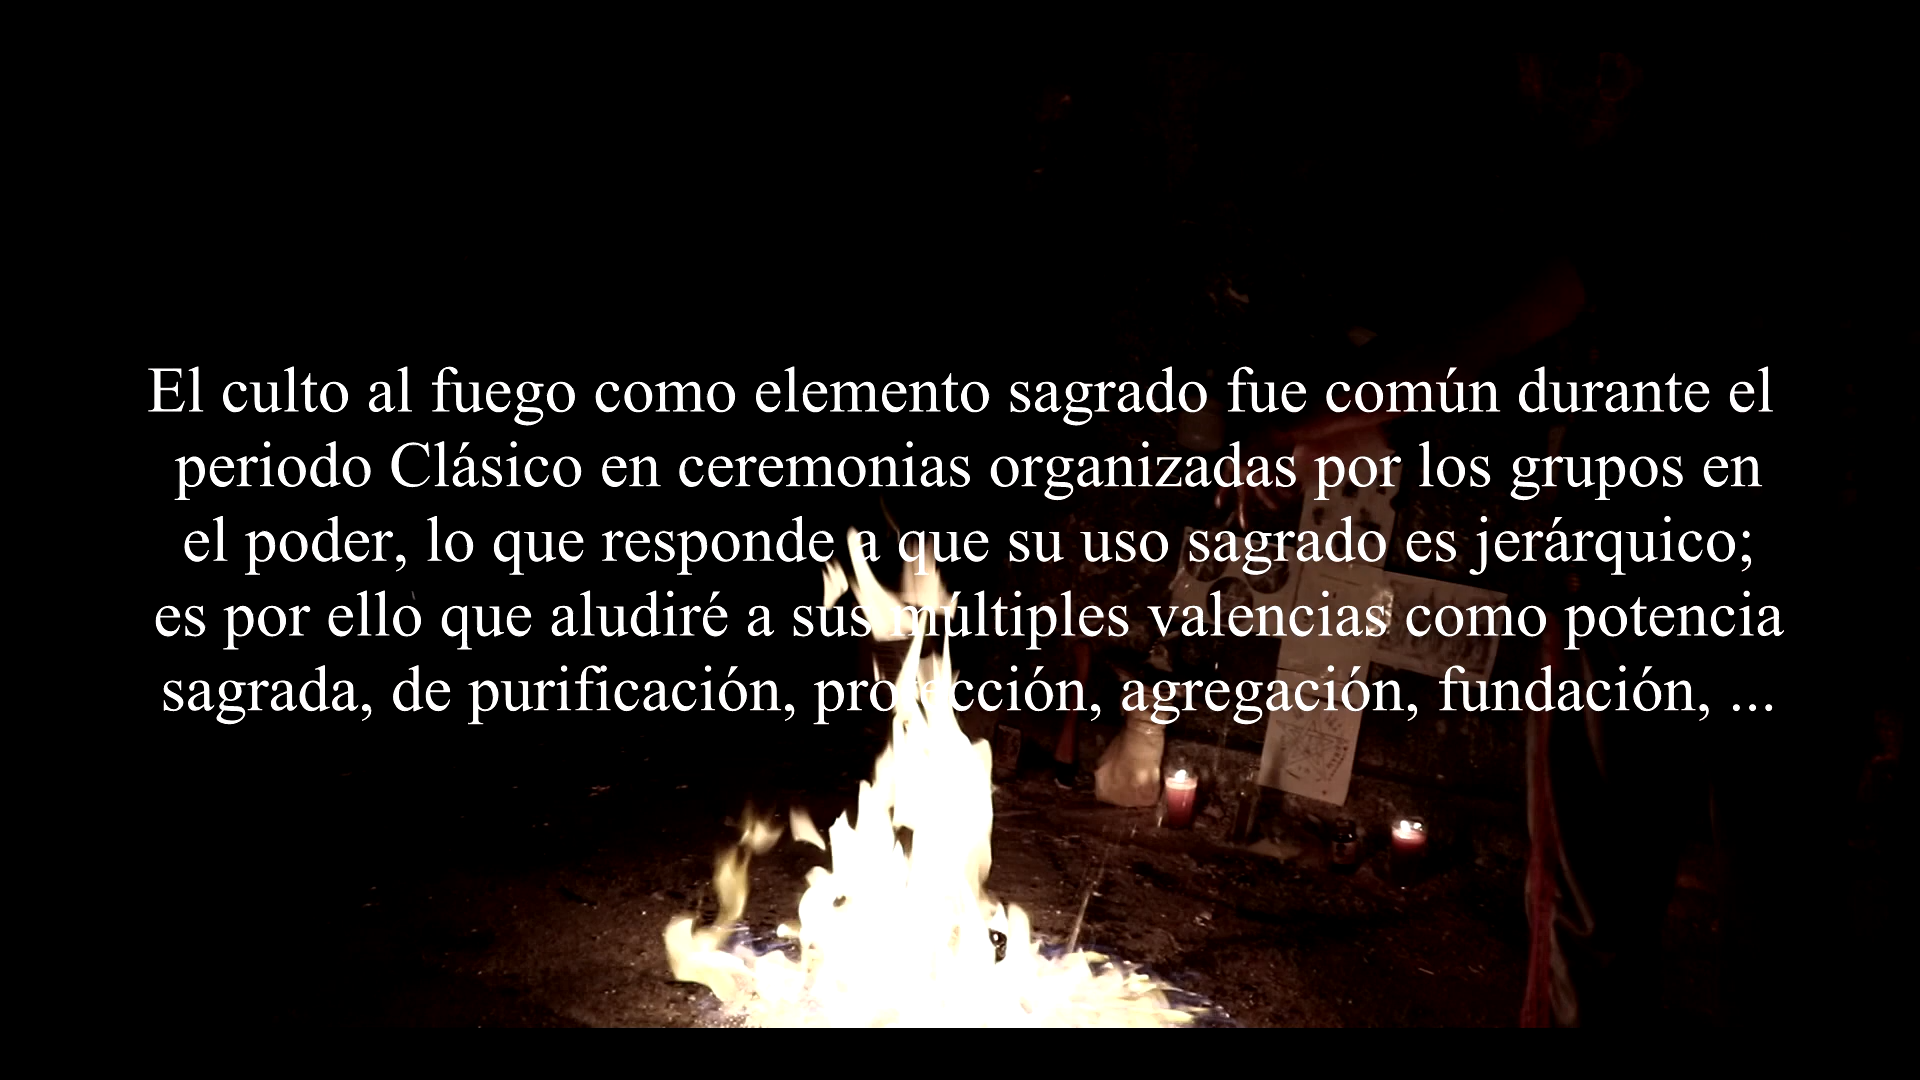 El culto al fuego como elemento sagrado fue común durante el
periodo Clásico en ceremonias organizadas por los grupos en
el poder, lo que responde a que su uso sagrado es jerárquico;
es por ello que aludiré a sus múltiples valencias como potencia
sagrada, de purificación, protección, agregación, fundación, ...